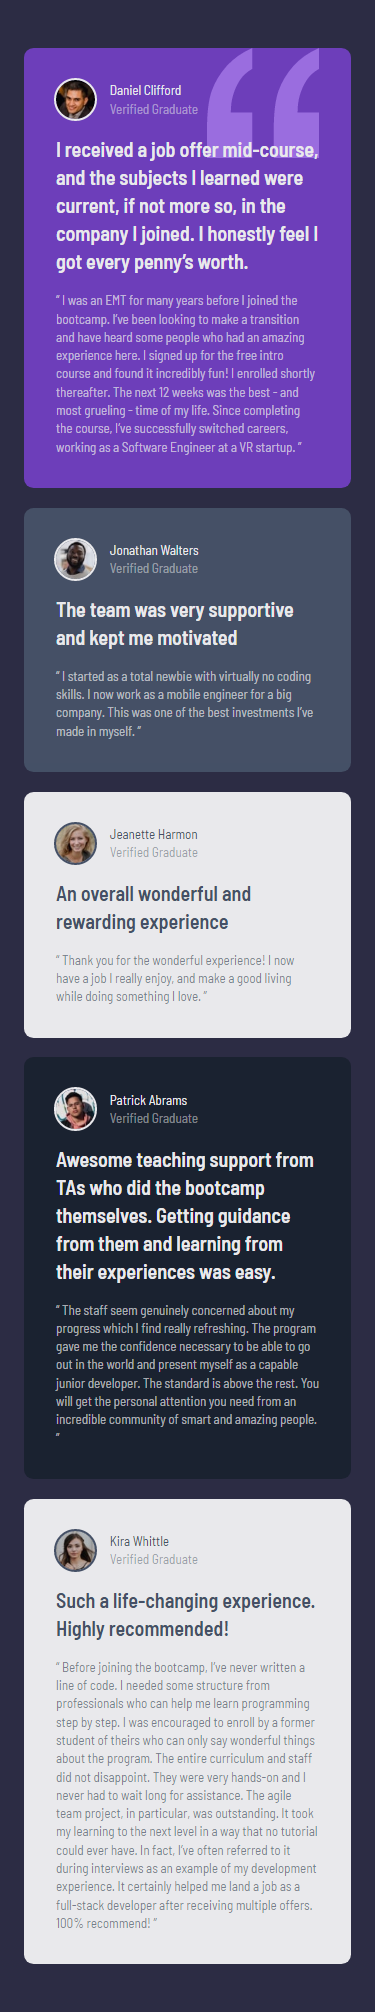 Daniel Clifford
Verified Graduate
I received a job offer mid-course,
and the subjects I learned were
current, if not more so, in the
company I joined. I honestly feel I
got every penny’s worth.
“ I was an EMT for many years before I joined the
bootcamp. I’ve been looking to make a transition
and have heard some people who had an amazing
experience here. I signed up for the free intro
course and found it incredibly fun! I enrolled shortly
thereafter. The next 12 weeks was the best - and
most grueling - time of my life. Since completing
the course, I’ve successfully switched careers,
working as a Software Engineer at a VR startup. ”
Jonathan Walters
Verified Graduate
The team was very supportive
and kept me motivated
“ I started as a total newbie with virtually no coding
skills. I now work as a mobile engineer for a big
company. This was one of the best investments I’ve
made in myself. ”
Jeanette Harmon
Verified Graduate
An overall wonderful and
rewarding experience
“ Thank you for the wonderful experience! I now
have a job I really enjoy, and make a good living
while doing something I love. ”
Patrick Abrams
Verified Graduate
Awesome teaching support from
TAs who did the bootcamp
themselves. Getting guidance
from them and learning from
their experiences was easy.
“ The staff seem genuinely concerned about my
progress which I find really refreshing. The program
gave me the confidence necessary to be able to go
out in the world and present myself as a capable
junior developer. The standard is above the rest. You
will get the personal attention you need from an
incredible community of smart and amazing people.
”
Kira Whittle
Verified Graduate
Such a life-changing experience.
Highly recommended!
“ Before joining the bootcamp, I’ve never written a
line of code. I needed some structure from
professionals who can help me learn programming
step by step. I was encouraged to enroll by a former
student of theirs who can only say wonderful things
about the program. The entire curriculum and staff
did not disappoint. They were very hands-on and I
never had to wait long for assistance. The agile
team project, in particular, was outstanding. It took
my learning to the next level in a way that no tutorial
could ever have. In fact, I’ve often referred to it
during interviews as an example of my development
experience. It certainly helped me land a job as a
full-stack developer after receiving multiple offers.
100% recommend! ”